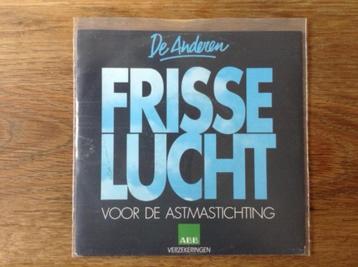 De Anderen
FRISSE
LUCHT
VOOR DE ASTMASTICHTING
ABB
VERZEKERINGEN